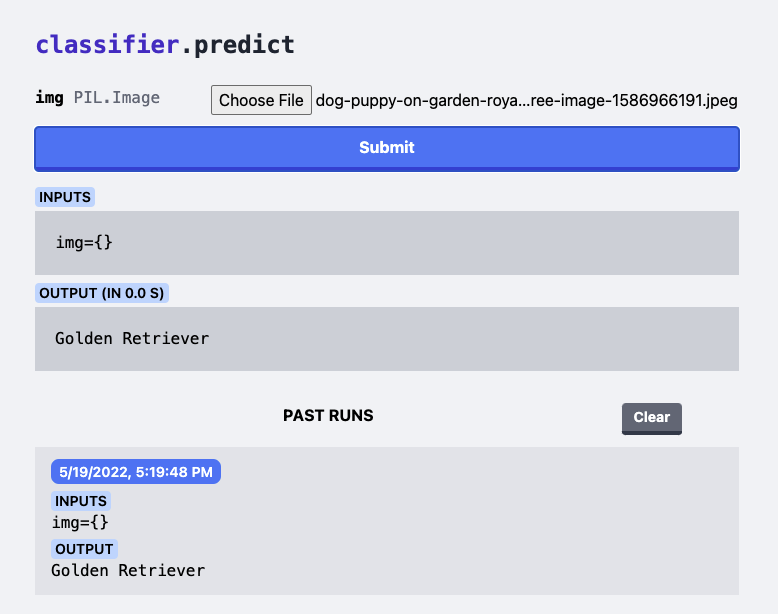 classifier.predict
img PIL.Image Choose File dog-puppy-on-garden-roya...ree-image-1586966191.jpeg
Submit
INPUTS
img={}
OUTPUT (IN 0.0 S)
Golden Retriever
PAST RUNS Clear
5/19/2022, 5:19:48 PM
INPUTS
img={}
OUTPUT
Golden Retriever